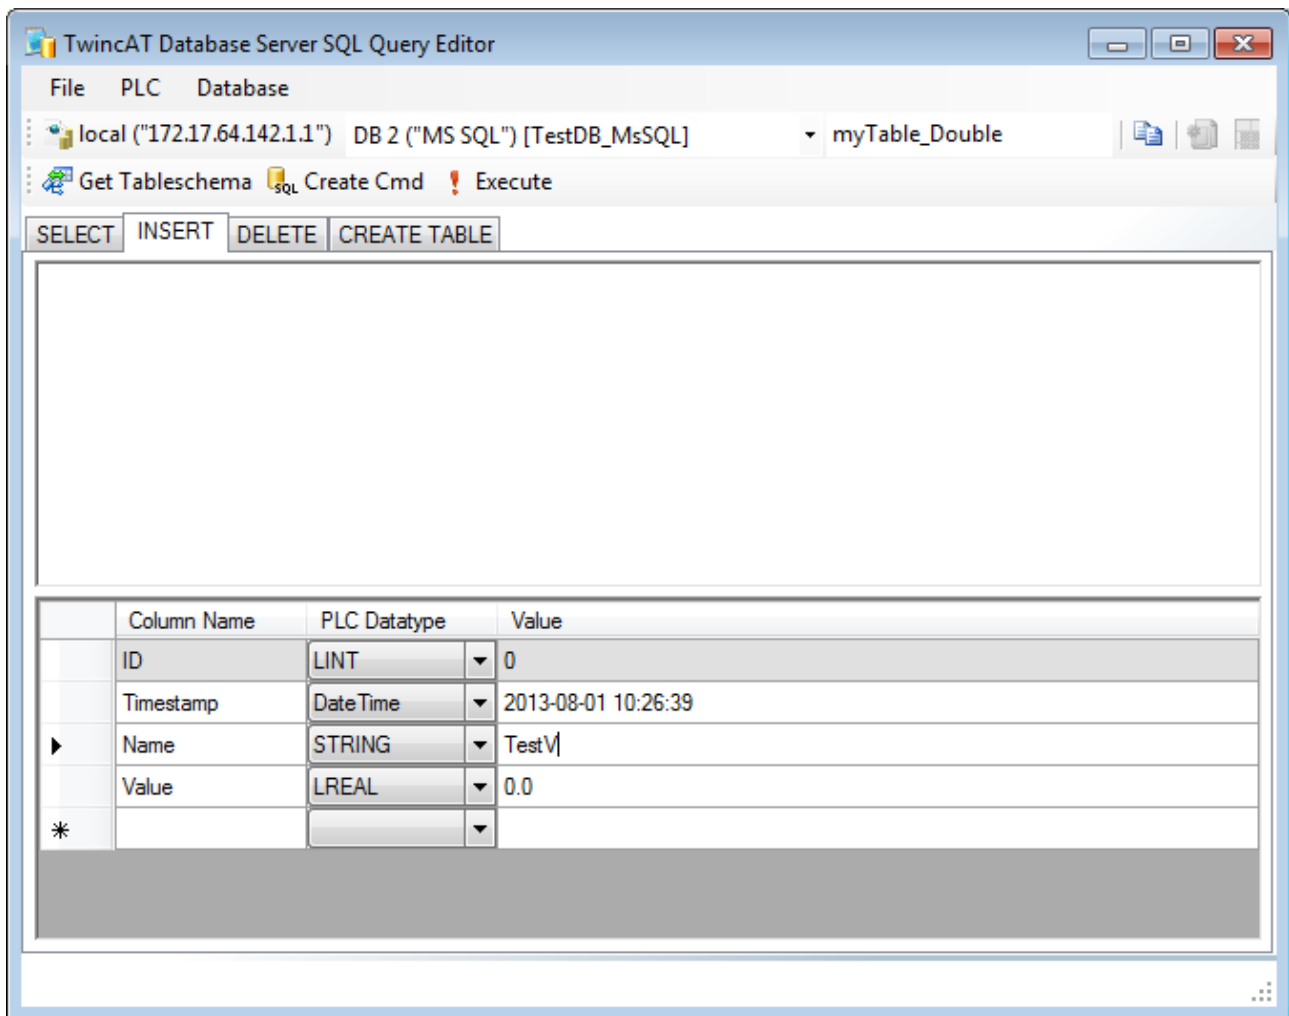 TwincAT Database Server SQL Query Editor
File PLC Database
local ("172.17.64.142.1.1") DB 2 ("MS SQL") [TestDB_MsSQL] myTable_Double
Get Tableschema SQL Create Cmd Execute
SELECT INSERT DELETE CREATE TABLE
Column Name PLC Datatype Value
ID LINT 0
Timestamp DateTime 2013-08-01 10:26:39
Name STRING TestV
Value LREAL 0.0